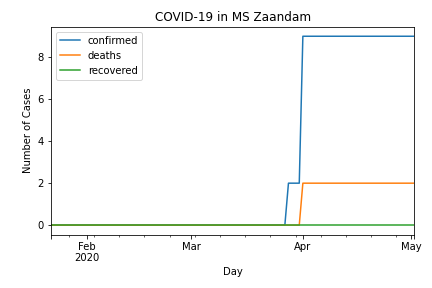 COVID-19 in MS Zaandam
confirmed
deaths
recovered
Number of Cases
8
6
4
2
0
Feb
2020
Mar
Apr
May
Day